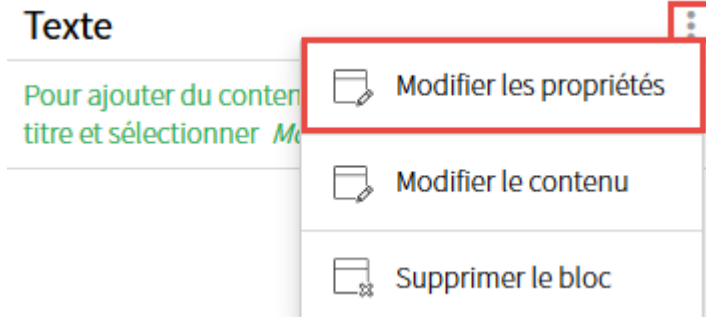 Texte
Pour ajouter du conten
titre et sélectionner
Modifier les propriétés
Modifier le contenu
Supprimer le bloc